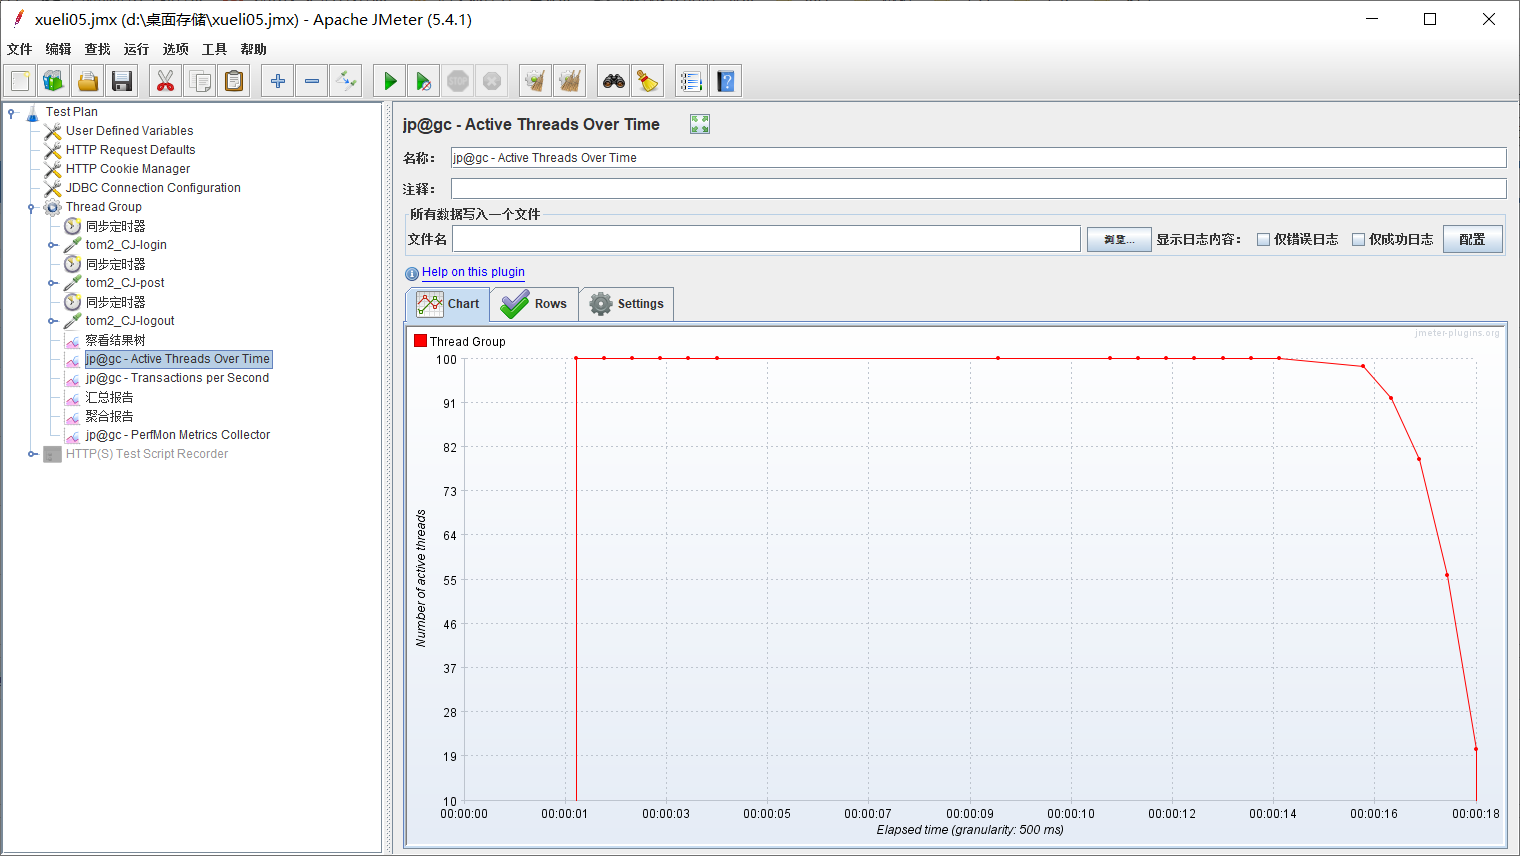 xueli05.jmx (d:\桌面存储\xueli05.jmx) - Apache JMeter (5.4.1)
文件 编辑 查找 运行 选项 工具 帮助
STOP
Test Plan
User Defined Variables
HTTP Request Defaults
HTTP Cookie Manager
JDBC Connection Configuration
Thread Group
同步定时器
tom2_CJ-login
同步定时器
tom2_CJ-post
同步定时器
tom2_CJ-logout
察看结果树
jp@gc - Active Threads Over Time
jp@gc - Transactions per Second
汇总报告
聚合报告
jp@gc - PerfMon Metrics Collector
HTTP(S) Test Script Recorder
jp@gc - Active Threads Over Time
名称： jp@gc - Active Threads Over Time
注释：
所有数据写入一个文件
文件名 浏览... 显示日志内容： 仅错误日志 仅成功日志 配置
Help on this plugin
Chart Rows Settings
jmeter-plugins.org
Thread Group
100
91
82
73
64
55
46
37
28
19
10
Number of active threads
00:00:00 00:00:01 00:00:03 00:00:05 00:00:07 00:00:09 00:00:10 00:00:12 00:00:14 00:00:16 00:00:18
Elapsed time (granularity: 500 ms)